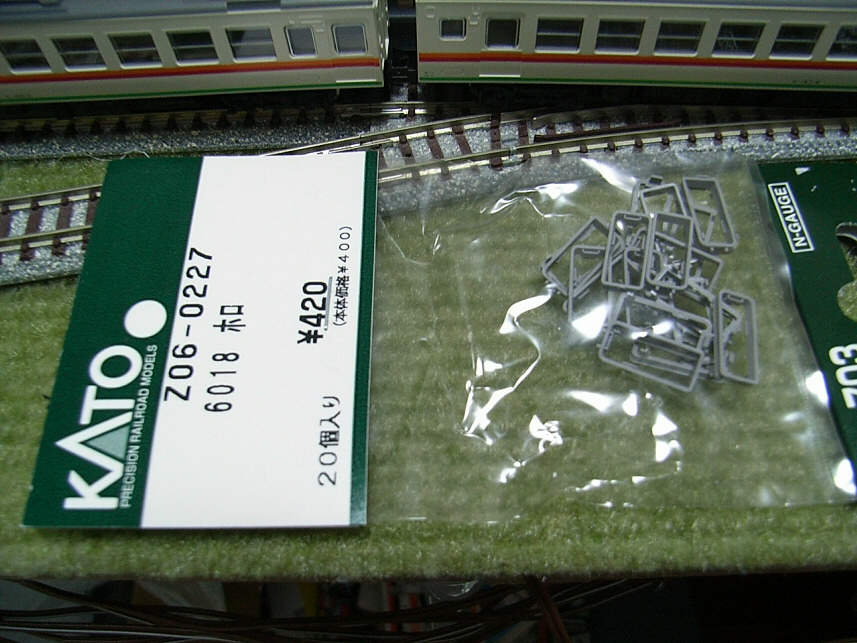 KATO
PRECISION RAILROAD MODELS
Z06-0227
6018 ホロ
¥420
(本体価格¥400)
20個入り
N-GAUGE
Z03